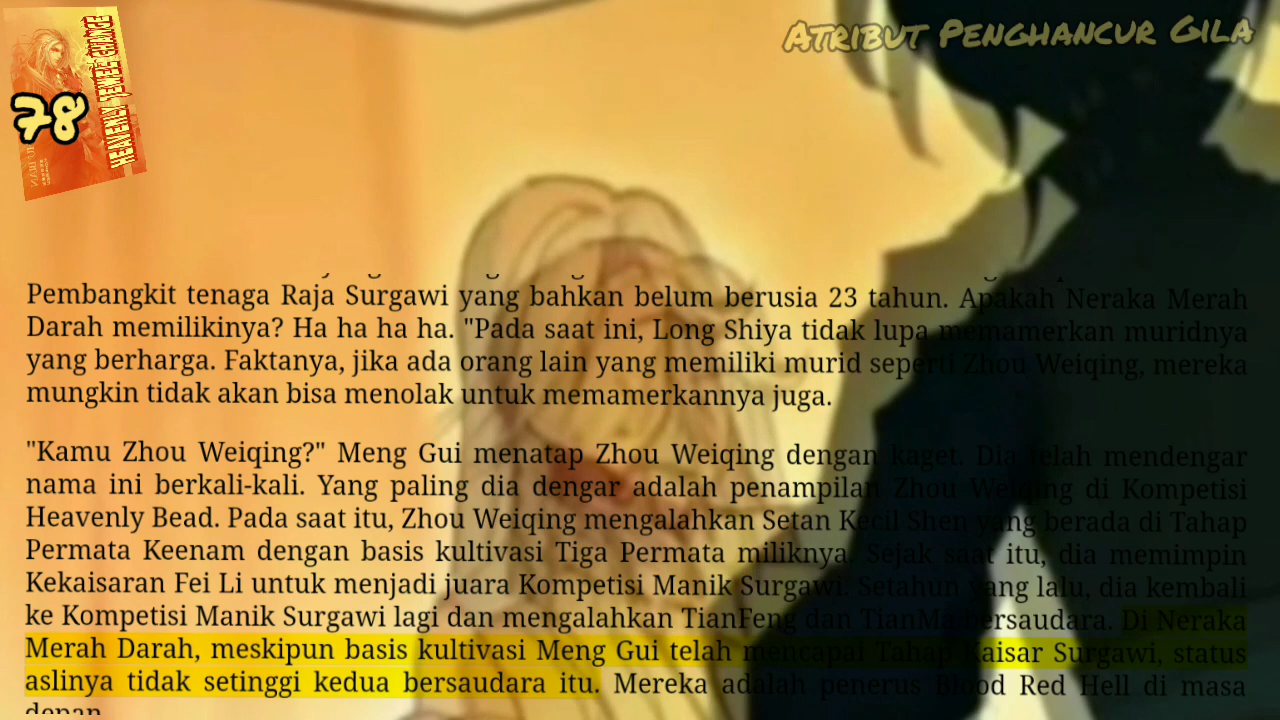 Atribut Penghancur Gila
HEAVENLY JEWEL CHANGE
78
Pembangkit tenaga Raja Surgawi yang bahkan belum berusia 23 tahun. Apakah Neraka Merah
Darah memilikinya? Ha ha ha ha. "Pada saat ini, Long Shiya tidak lupa memamerkan muridnya
yang berharga. Faktanya, jika ada orang lain yang memiliki murid seperti Zhou Weiqing, mereka
mungkin tidak akan bisa menolak untuk memamerkannya juga.
"Kamu Zhou Weiqing?" Meng Gui menatap Zhou Weiqing dengan kaget. Dia telah mendengar
nama ini berkali-kali. Yang paling dia dengar adalah penampilan Zhou Weiqing di Kompetisi
Heavenly Bead. Pada saat itu, Zhou Weiqing mengalahkan Setan Kecil Shen yang berada di Tahap
Permata Keenam dengan basis kultivasi Tiga Permata miliknya. Sejak saat itu, dia memimpin
Kekaisaran Fei Li untuk menjadi juara Kompetisi Manik Surgawi. Setahun yang lalu, dia kembali
ke Kompetisi Manik Surgawi lagi dan mengalahkan TianFeng dan TianMa bersaudara. Di Neraka
Merah Darah, meskipun basis kultivasi Meng Gui telah mencapai Tahap Kaisar Surgawi, status
aslinya tidak setinggi kedua bersaudara itu. Mereka adalah penerus Blood Red Hell di masa
depan.